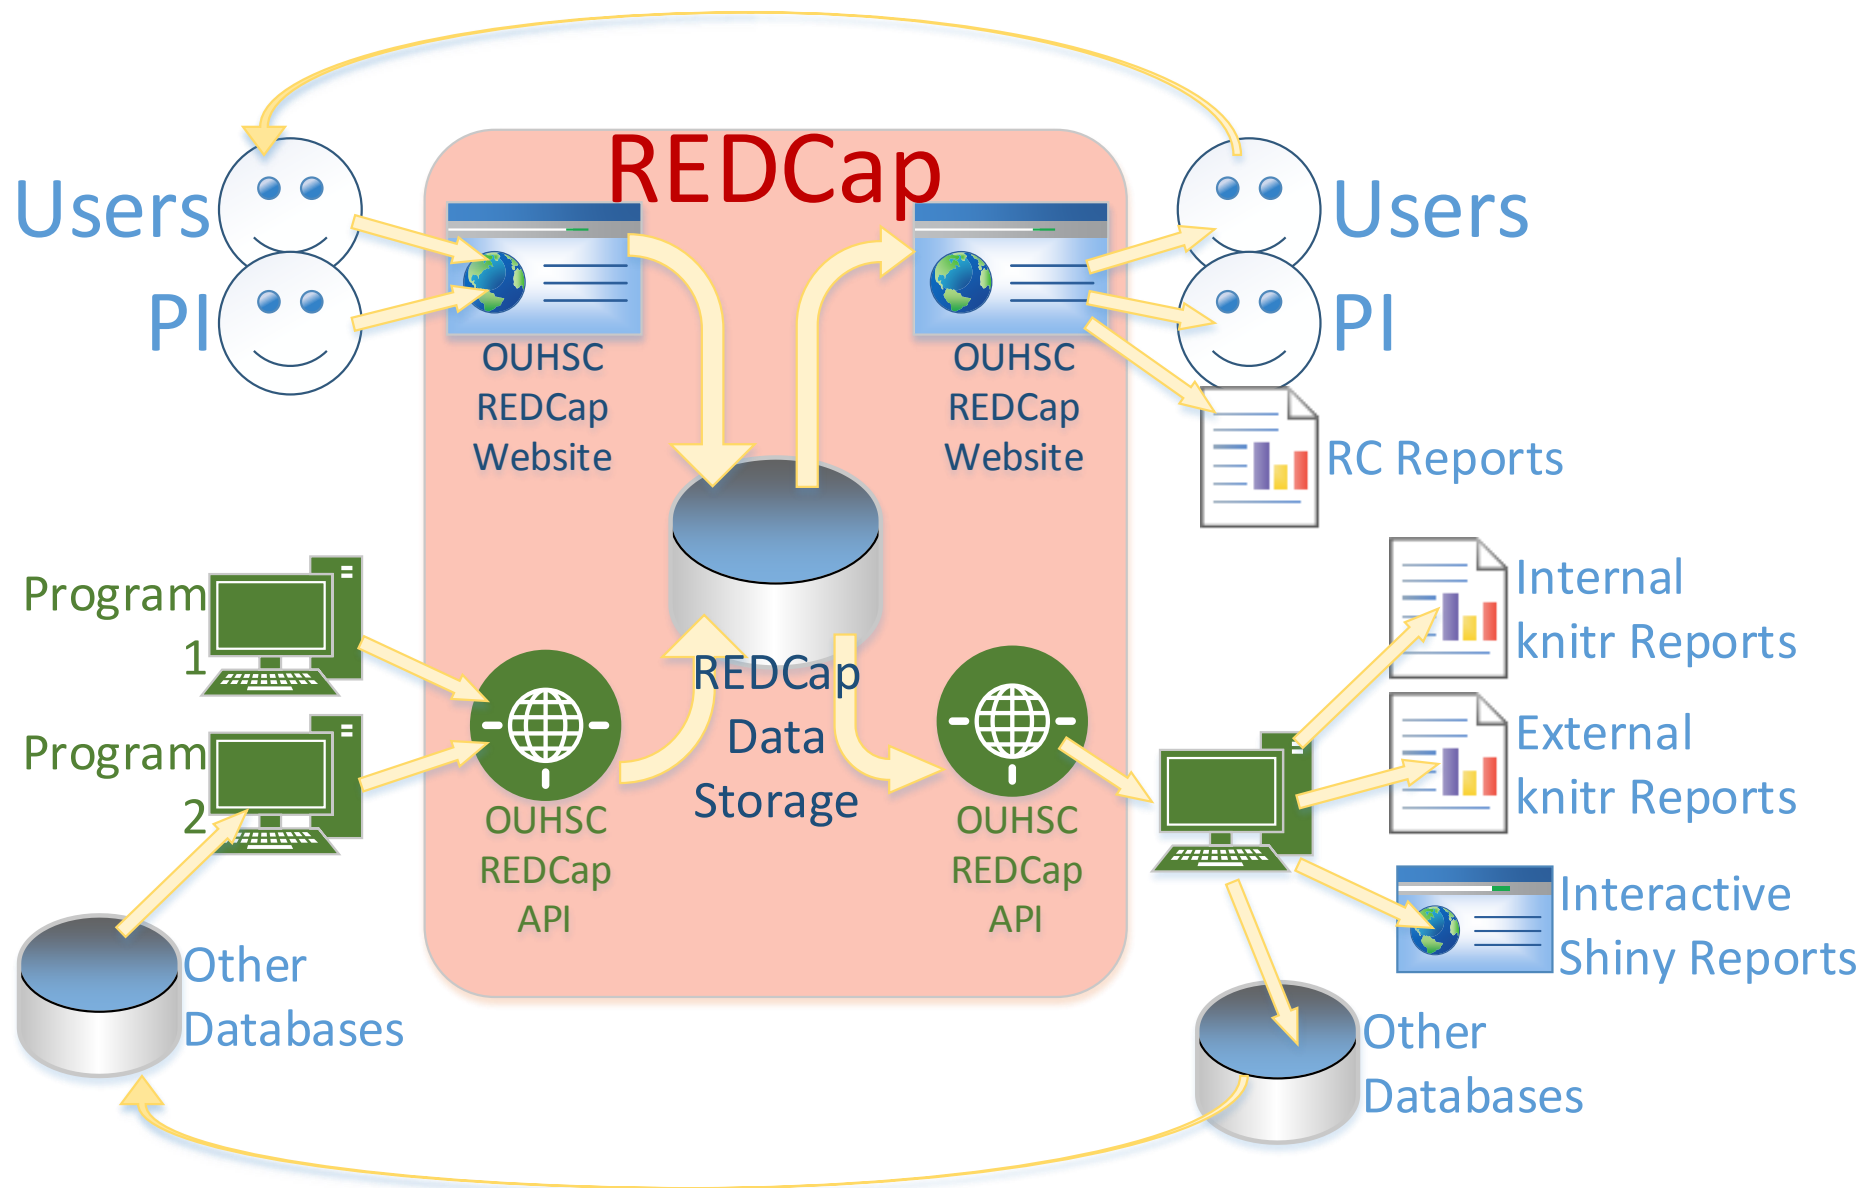 REDCap
Users
PI
OUHSC
REDCap
Website
OUHSC
REDCap
Website
Users
PI
RC Reports
Program
1
Program
2
OUHSC
REDCap
API
REDCap
Data
Storage
OUHSC
REDCap
API
Internal
knitr Reports
External
knitr Reports
Interactive
Shiny Reports
Other
Databases
Other
Databases